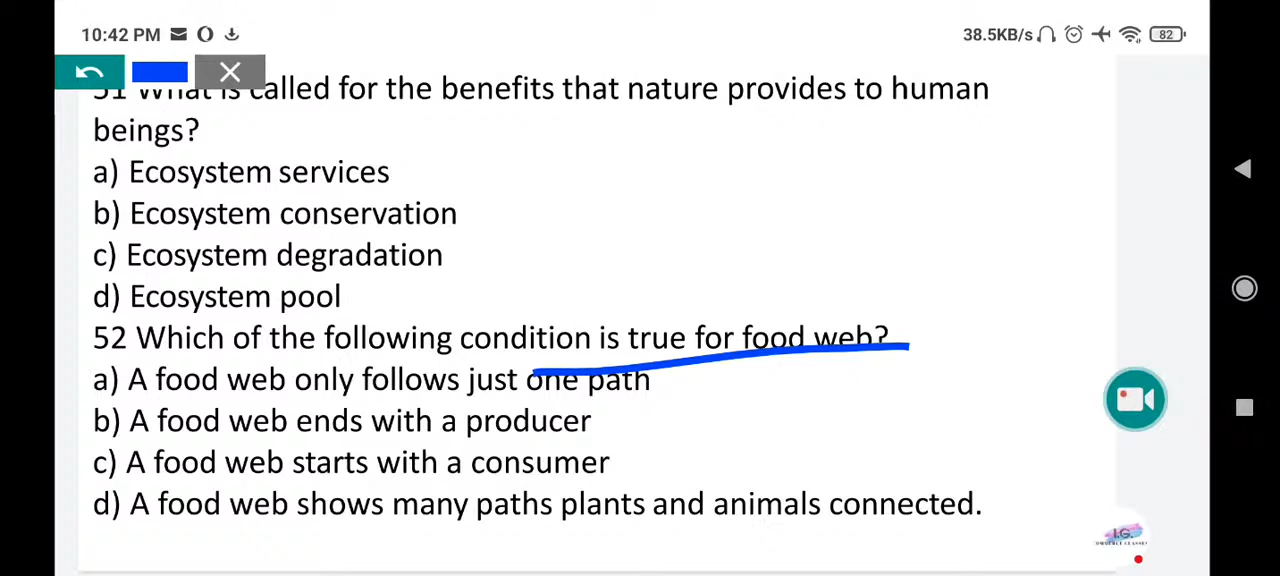 10:42 PM
38.5KB/s
82
51 What is called for the benefits that nature provides to human
beings?
a) Ecosystem services
b) Ecosystem conservation
c) Ecosystem degradation
d) Ecosystem pool
52 Which of the following condition is true for food web?
a) A food web only follows just one path
b) A food web ends with a producer
c) A food web starts with a consumer
d) A food web shows many paths plants and animals connected.
I.G.